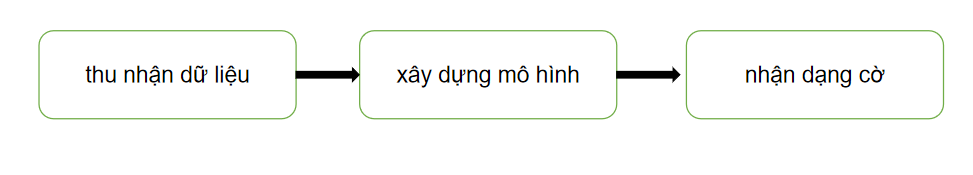 thu nhận dữ liệu
xây dựng mô hình
nhận dạng cờ